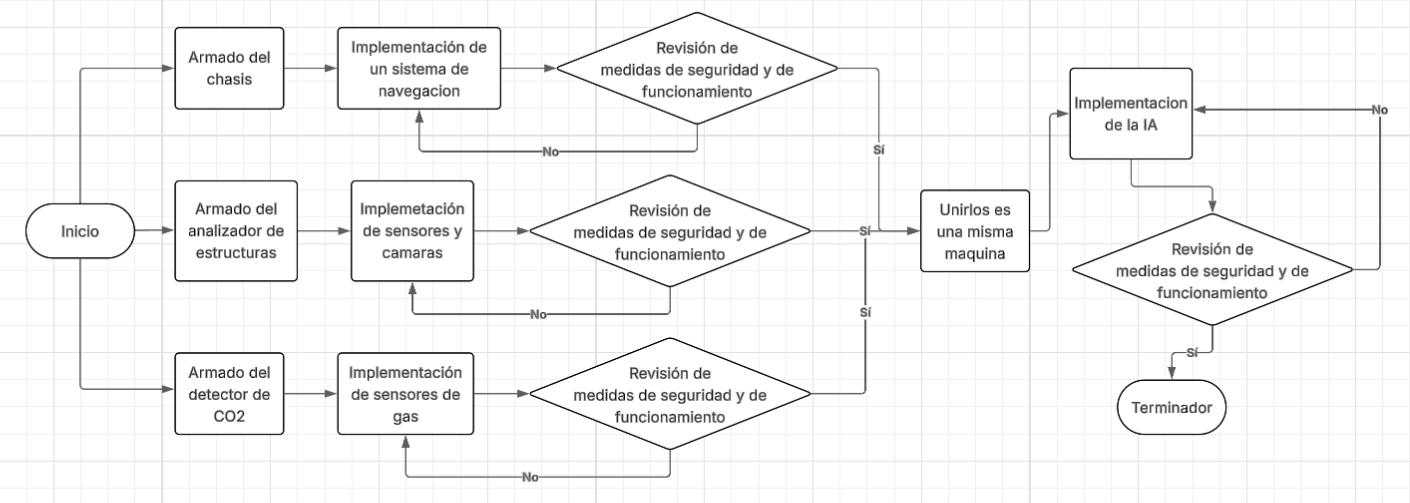 Inicio
Armado del
chasis
Implementación de
un sistema de
navegacion
Revisión de
medidas de seguridad y de
funcionamiento
No
Sí
Armado del
analizador de
estructuras
Implemetación
de sensores y
camaras
Revisión de
medidas de seguridad y de
funcionamiento
No
Sí
Armado del
detector de
CO2
Implementación
de sensores de
gas
Revisión de
medidas de seguridad y de
funcionamiento
No
Sí
Unirlos es
una misma
maquina
Implementacion
de la IA
No
Revisión de
medidas de seguridad y de
funcionamiento
Sí
Terminador